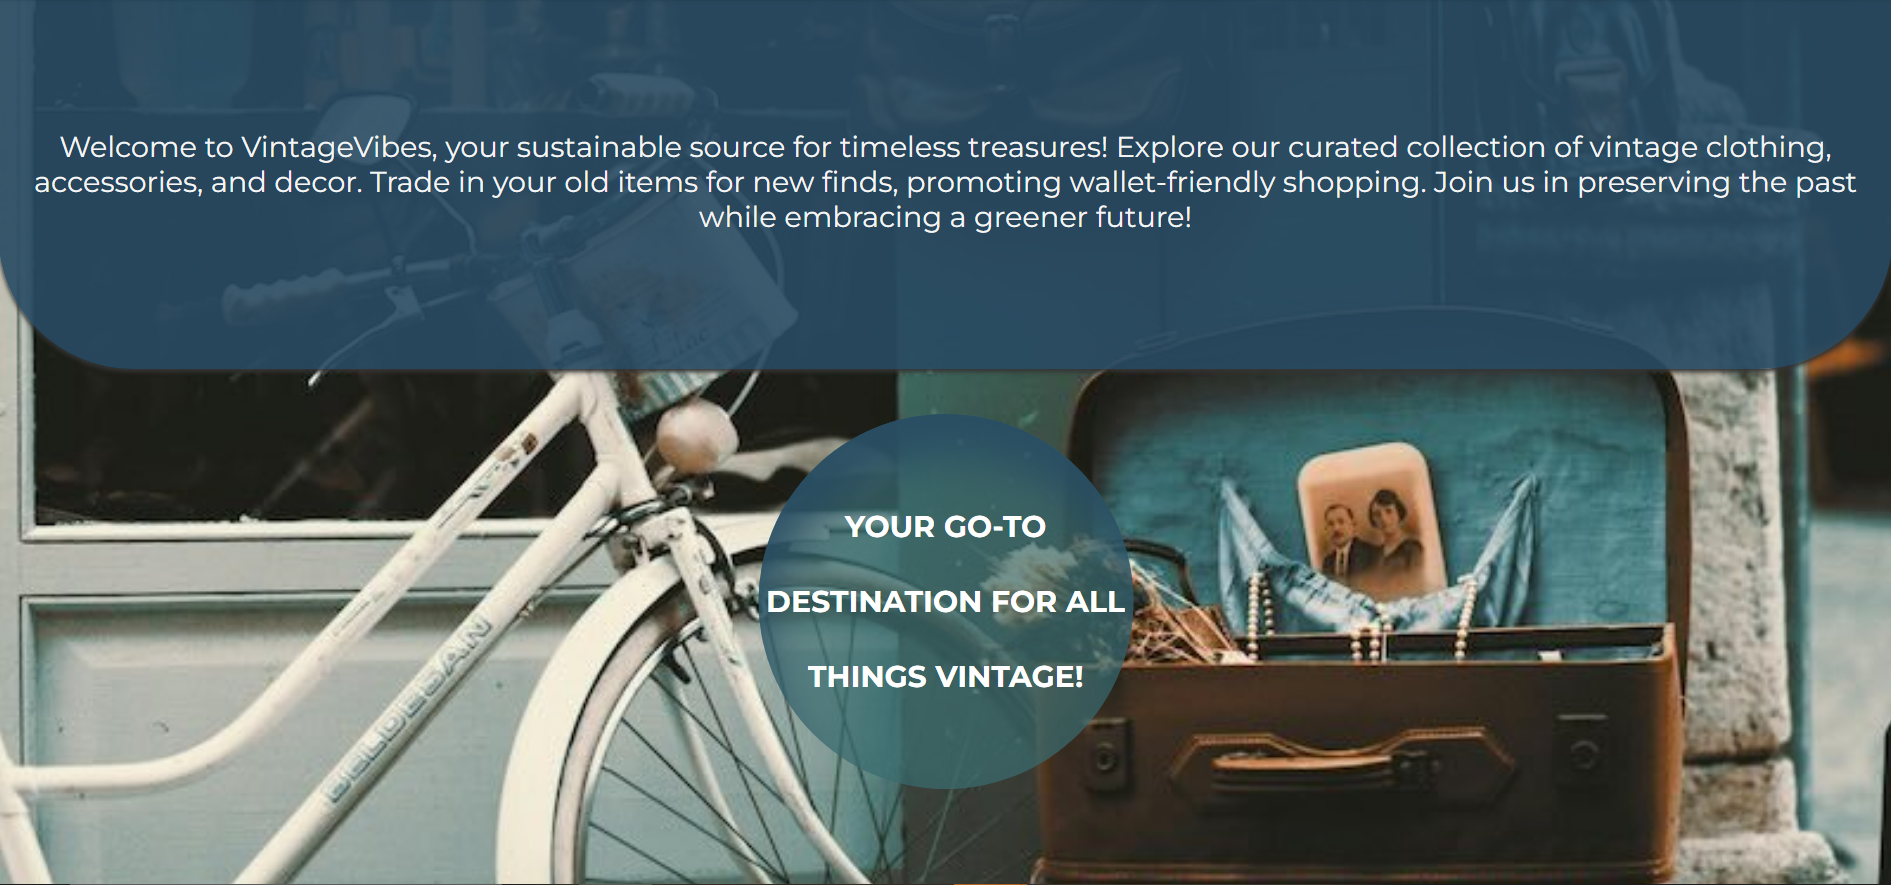 Welcome to VintageVibes, your sustainable source for timeless treasures! Explore our curated collection of vintage clothing,
accessories, and decor. Trade in your old items for new finds, promoting wallet-friendly shopping. Join us in preserving the past
while embracing a greener future!
Lilac
YOUR GO-TO
DESTINATION FOR ALL
THINGS VINTAGE!